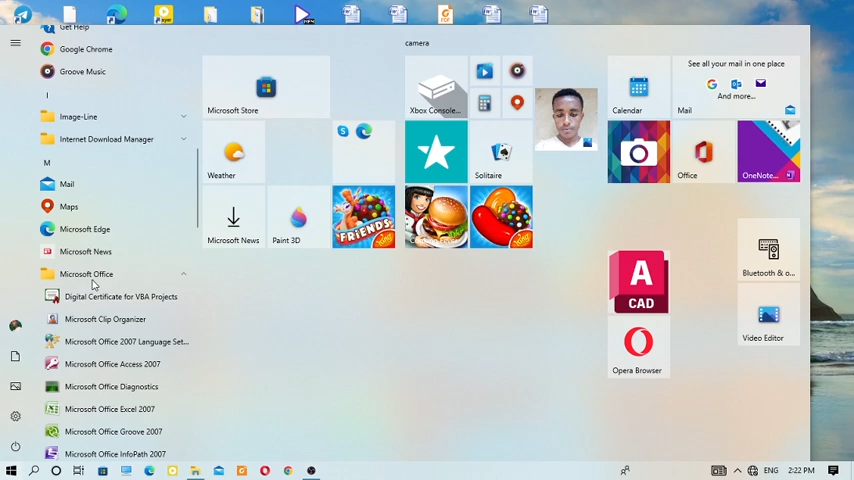 Get Help
Google Chrome
Groove Music
I
Image-Line
Internet Download Manager
M
Mail
Maps
Microsoft Edge
Microsoft News
Microsoft Office
Digital Certificate for VBA Projects
Microsoft Clip Organizer
Microsoft Office 2007 Language Set...
Microsoft Office Access 2007
Microsoft Office Diagnostics
Microsoft Office Excel 2007
Microsoft Office Groove 2007
Microsoft Office InfoPath 2007
camera
Microsoft Store
Weather
Microsoft News
Paint 3D
FRIENDS
Xbox Console...
Solitaire
Calendar
See all your mail in one place
And more...
Mail
Office
OneNote...
A
CAD
Opera Browser
Bluetooth & o...
Video Editor
ENG
2:22 PM